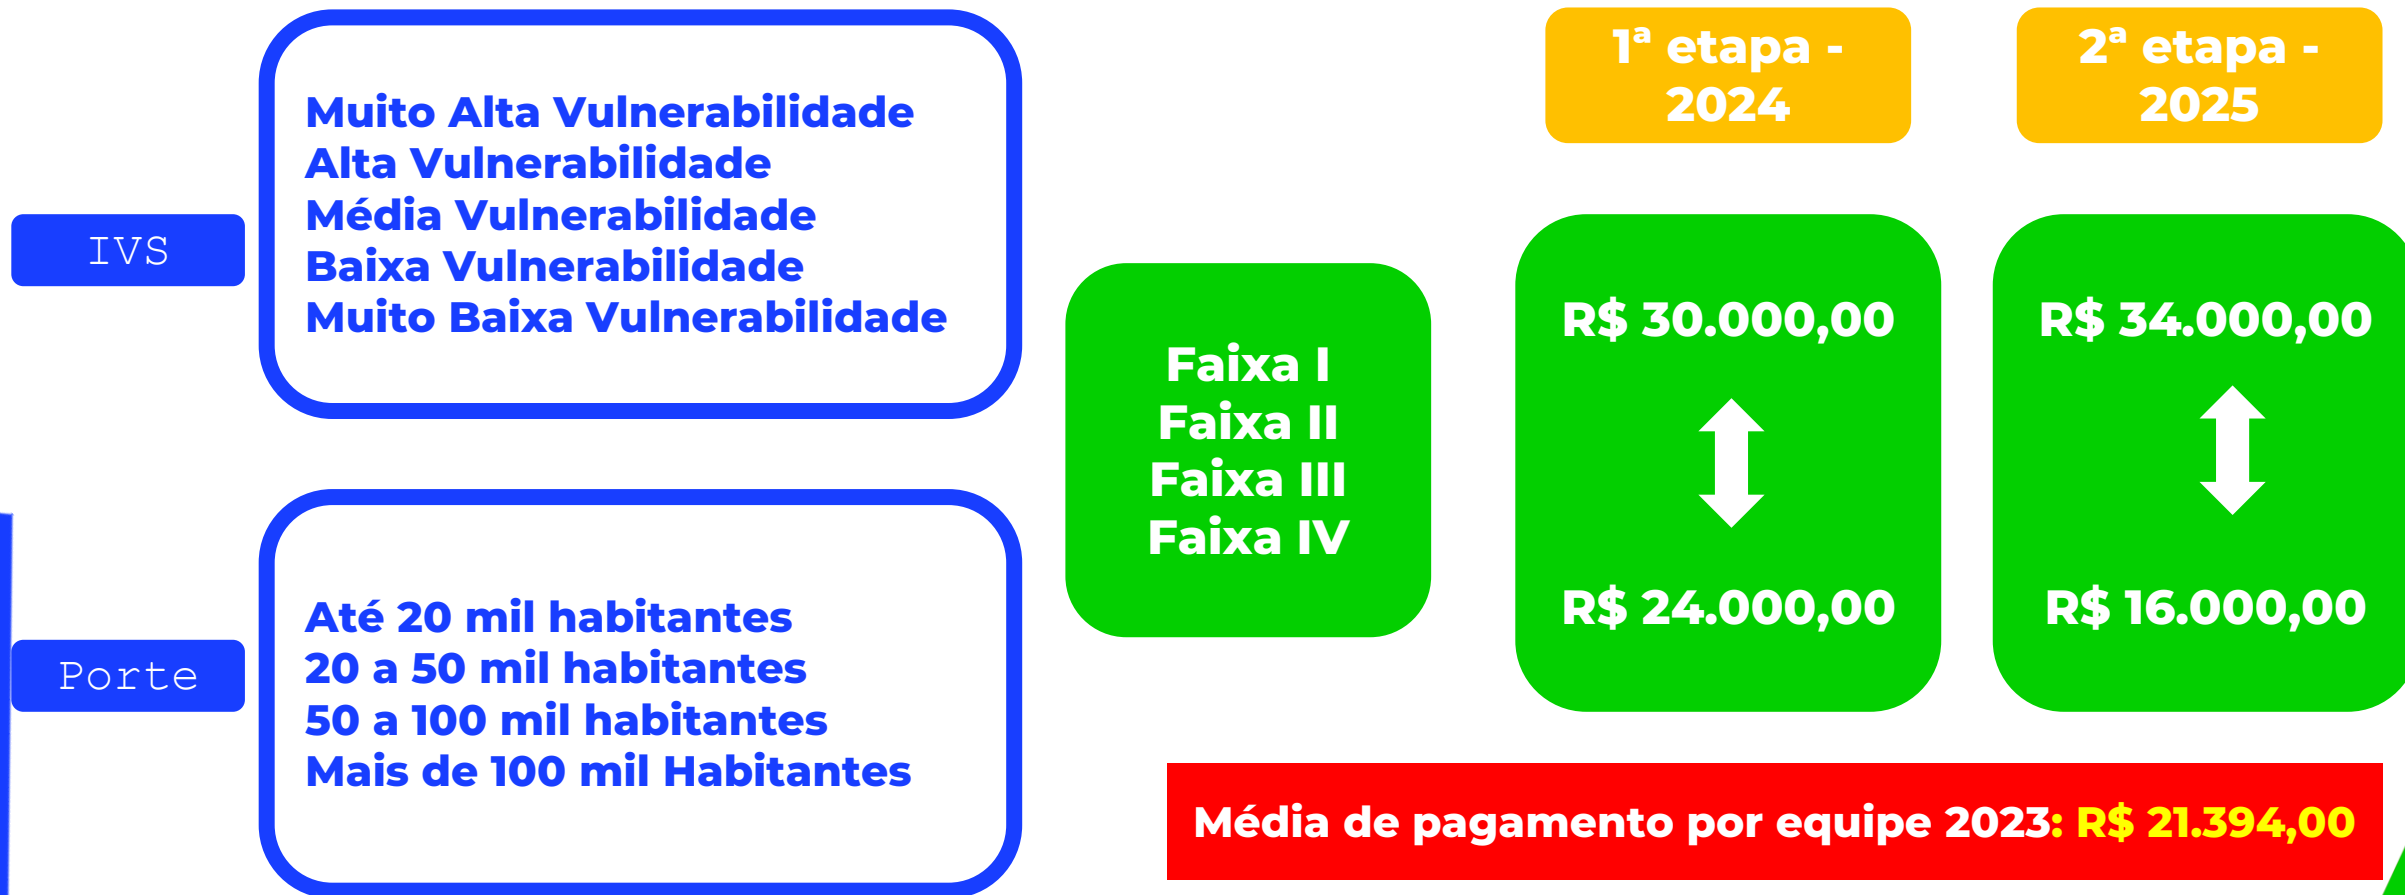 IVS
Muito Alta Vulnerabilidade
Alta Vulnerabilidade
Média Vulnerabilidade
Baixa Vulnerabilidade
Muito Baixa Vulnerabilidade
Porte
Até 20 mil habitantes
20 a 50 mil habitantes
50 a 100 mil habitantes
Mais de 100 mil Habitantes
Faixa I
Faixa II
Faixa III
Faixa IV
1ª etapa -
2024
R$ 30.000,00
R$ 24.000,00
2ª etapa -
2025
R$ 34.000,00
R$ 16.000,00
Média de pagamento por equipe 2023: R$ 21.394,00